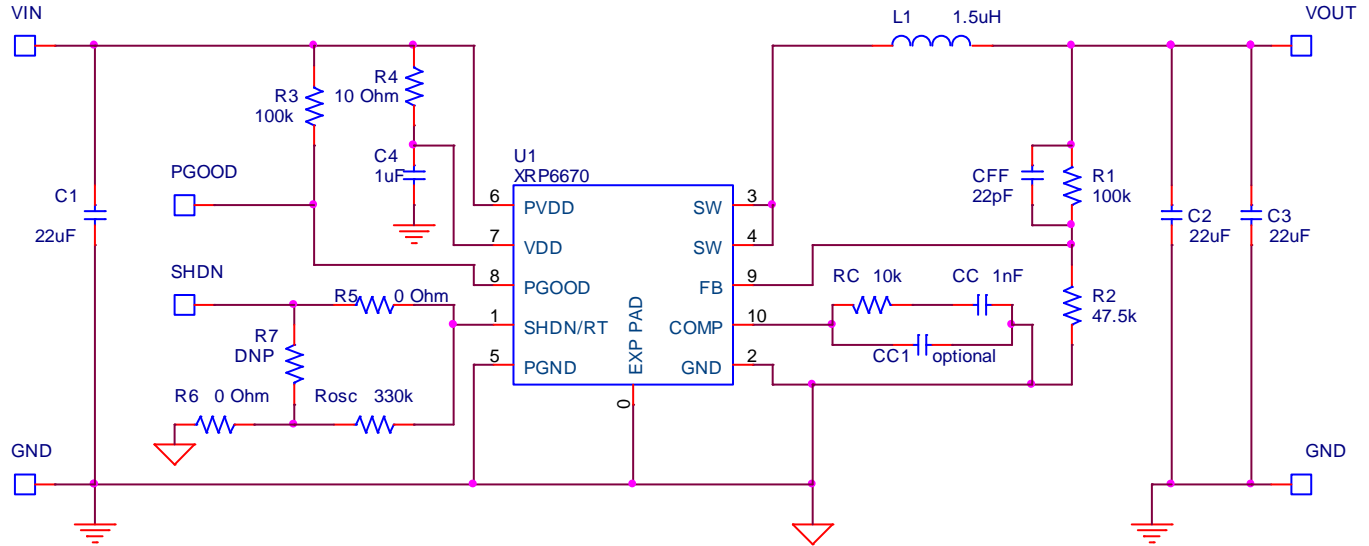 VIN
L1 1.5uH
VOUT
R3
100k
R4
10 Ohm
C4
1uF
PGOOD
C1
22uF
U1
XRP6670
6 PVDD
7 VDD
8 PGOOD
1 SHDN/RT
5 PGND
SW 3
SW 4
FB 9
COMP 10
GND 2
EXP PAD
0
CFF
22pF
R1
100k
C2
22uF
C3
22uF
SHDN
R5 0 Ohm
R7
DNP
R6 0 Ohm
Rosc 330k
RC 10k
CC 1nF
CC1 optional
R2
47.5k
GND
GND